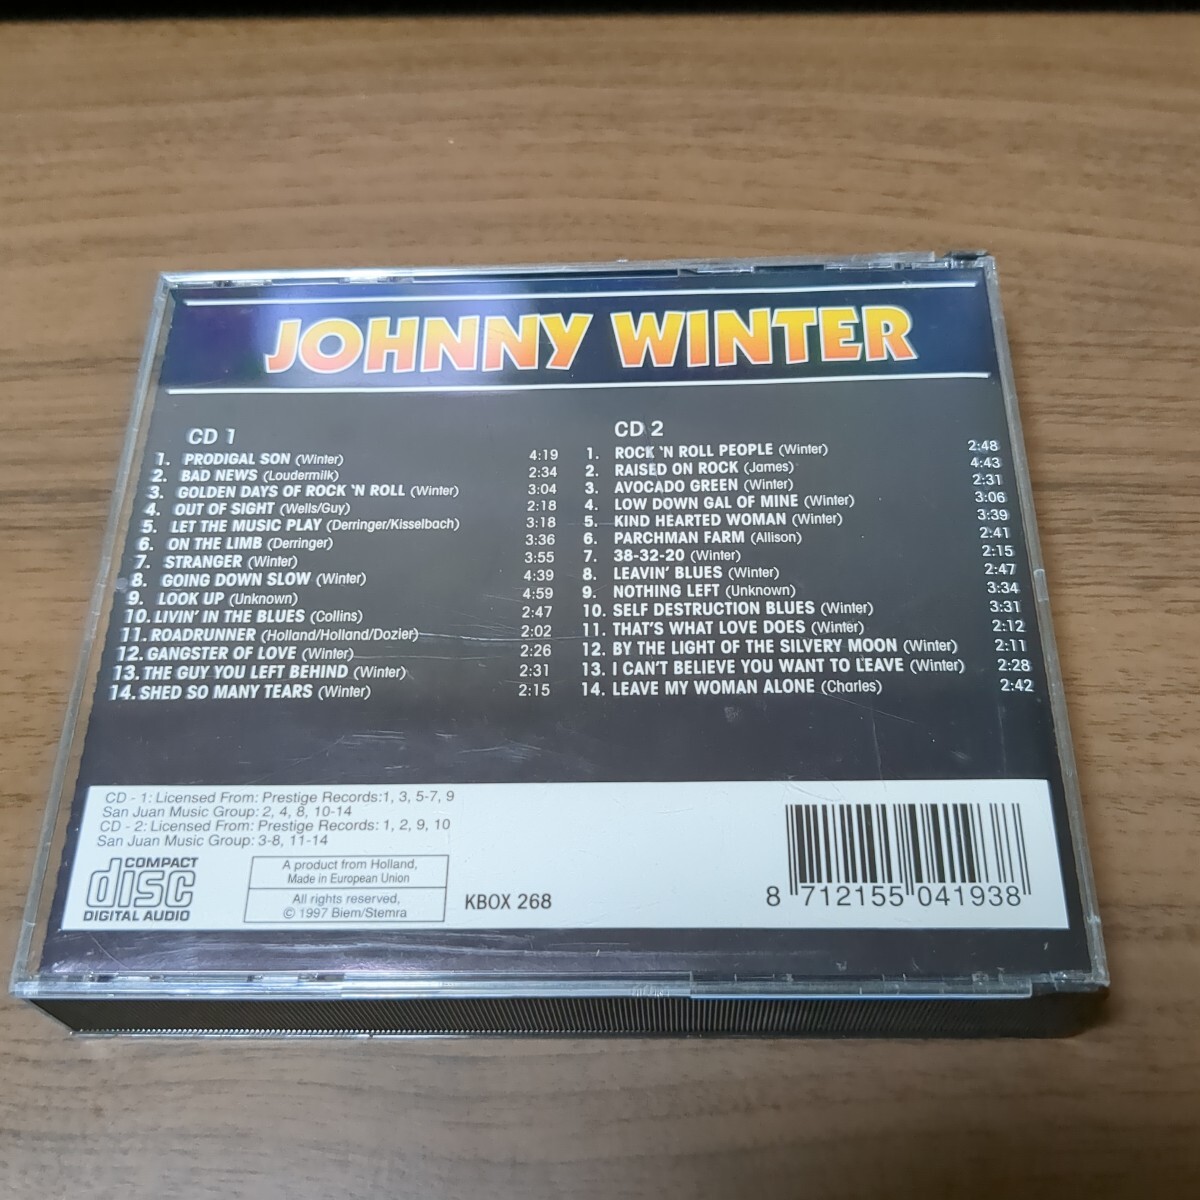 JOHNNY WINTER
CD 1
1. PRODIGAL SON (Winter) 4:19
2. BAD NEWS (Loudermilk) 2:34
3. GOLDEN DAYS OF ROCK 'N ROLL (Winter) 3:04
4. OUT OF SIGHT (Wells/Guy) 2:18
5. LET THE MUSIC PLAY (Derringer/Kisselbach) 3:18
6. ON THE LIMB (Derringer) 3:36
7. STRANGER (Winter) 3:55
8. GOING DOWN SLOW (Winter) 4:39
9. LOOK UP (Unknown) 4:59
10. LIVIN' IN THE BLUES (Collins) 2:47
11. ROADRUNNER (Holland/Holland/Dozier) 2:02
12. GANGSTER OF LOVE (Winter) 2:26
13. THE GUY YOU LEFT BEHIND (Winter) 2:31
14. SHED SO MANY TEARS (Winter) 2:15
CD 2
1. ROCK 'N ROLL PEOPLE (Winter) 2:48
2. RAISED ON ROCK (James) 4:43
3. AVOCADO GREEN (Winter) 2:31
4. LOW DOWN GAL OF MINE (Winter) 3:06
5. KIND HEARTED WOMAN (Winter) 3:39
6. PARCHMAN FARM (Allison) 2:41
7. 38-32-20 (Winter) 2:15
8. LEAVIN' BLUES (Winter) 2:47
9. NOTHING LEFT (Unknown) 3:34
10. SELF DESTRUCTION BLUES (Winter) 3:31
11. THAT'S WHAT LOVE DOES (Winter) 2:12
12. BY THE LIGHT OF THE SILVERY MOON (Winter) 2:11
13. I CAN'T BELIEVE YOU WANT TO LEAVE (Winter) 2:28
14. LEAVE MY WOMAN ALONE (Charles) 2:42
CD - 1: Licensed From: Prestige Records:1, 3, 5-7, 9
San Juan Music Group: 2, 4, 8, 10-14
CD - 2: Licensed From: Prestige Records: 1, 2, 9, 10
San Juan Music Group: 3-8, 11-14
COMPACT
disc
DIGITAL AUDIO
A product from Holland,
Made in European Union
All rights reserved,
© 1997 Biem/Stemra
KBOX 268
8 712155 041938